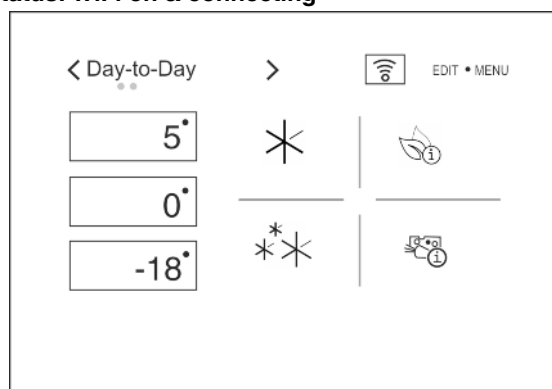 Status: Wi-Fi on & connecting
< Day-to-Day > EDIT • MENU
5°
0°
-18°